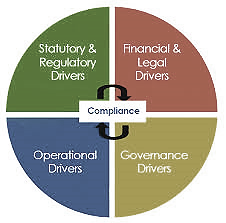 Statutory &
Regulatory
Drivers
Financial &
Legal
Drivers
Compliance
Operational
Drivers
Governance
Drivers